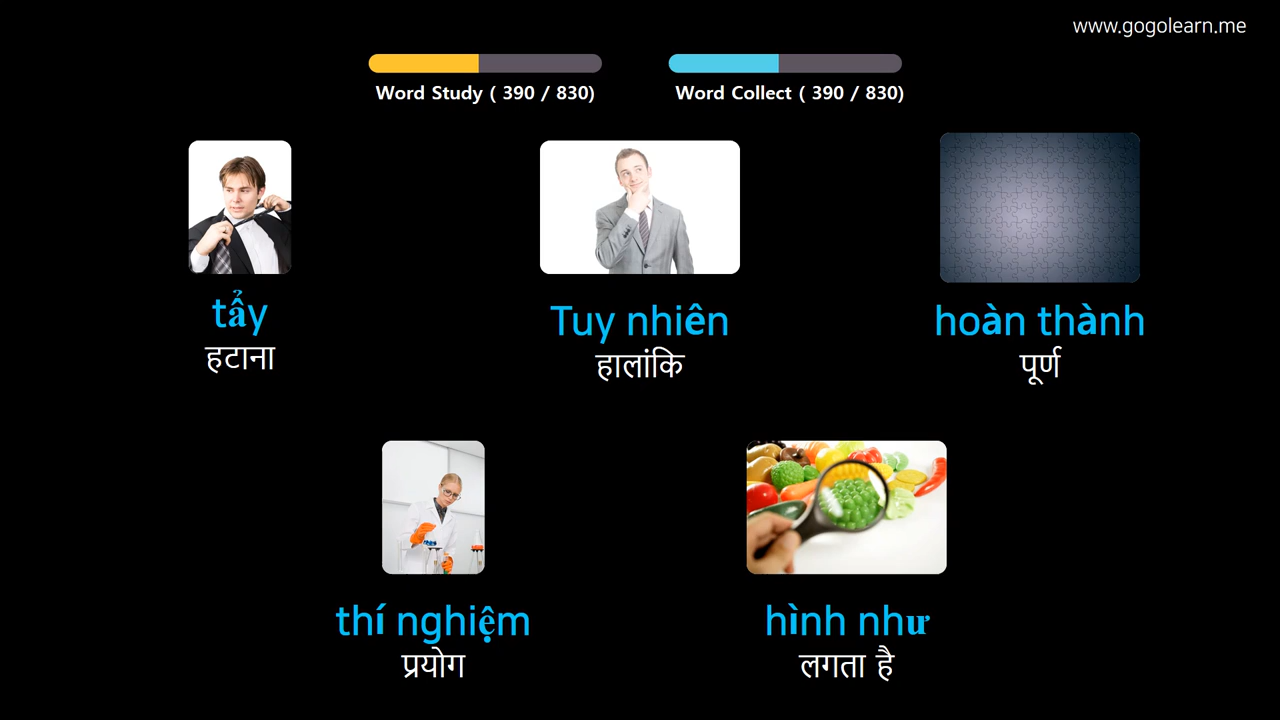 www.gogolearn.me
Word Study ( 390 / 830)
Word Collect ( 390 / 830)
tẩy
हटाना
Tuy nhiên
हालांकि
hoàn thành
पूर्ण
thí nghiệm
प्रयोग
hình như
लगता है